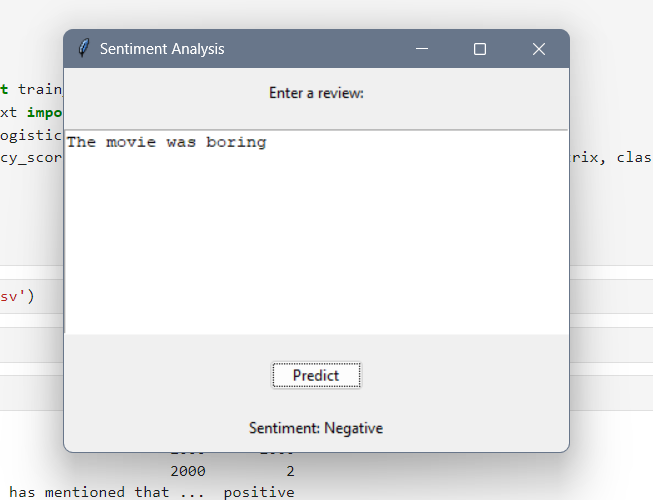 Sentiment Analysis
Enter a review:
t train
xt impo
ogistic
cy_scor
rix, clas
The movie was boring
sv')
Predict
Sentiment: Negative
2000 2
has mentioned that ... positive